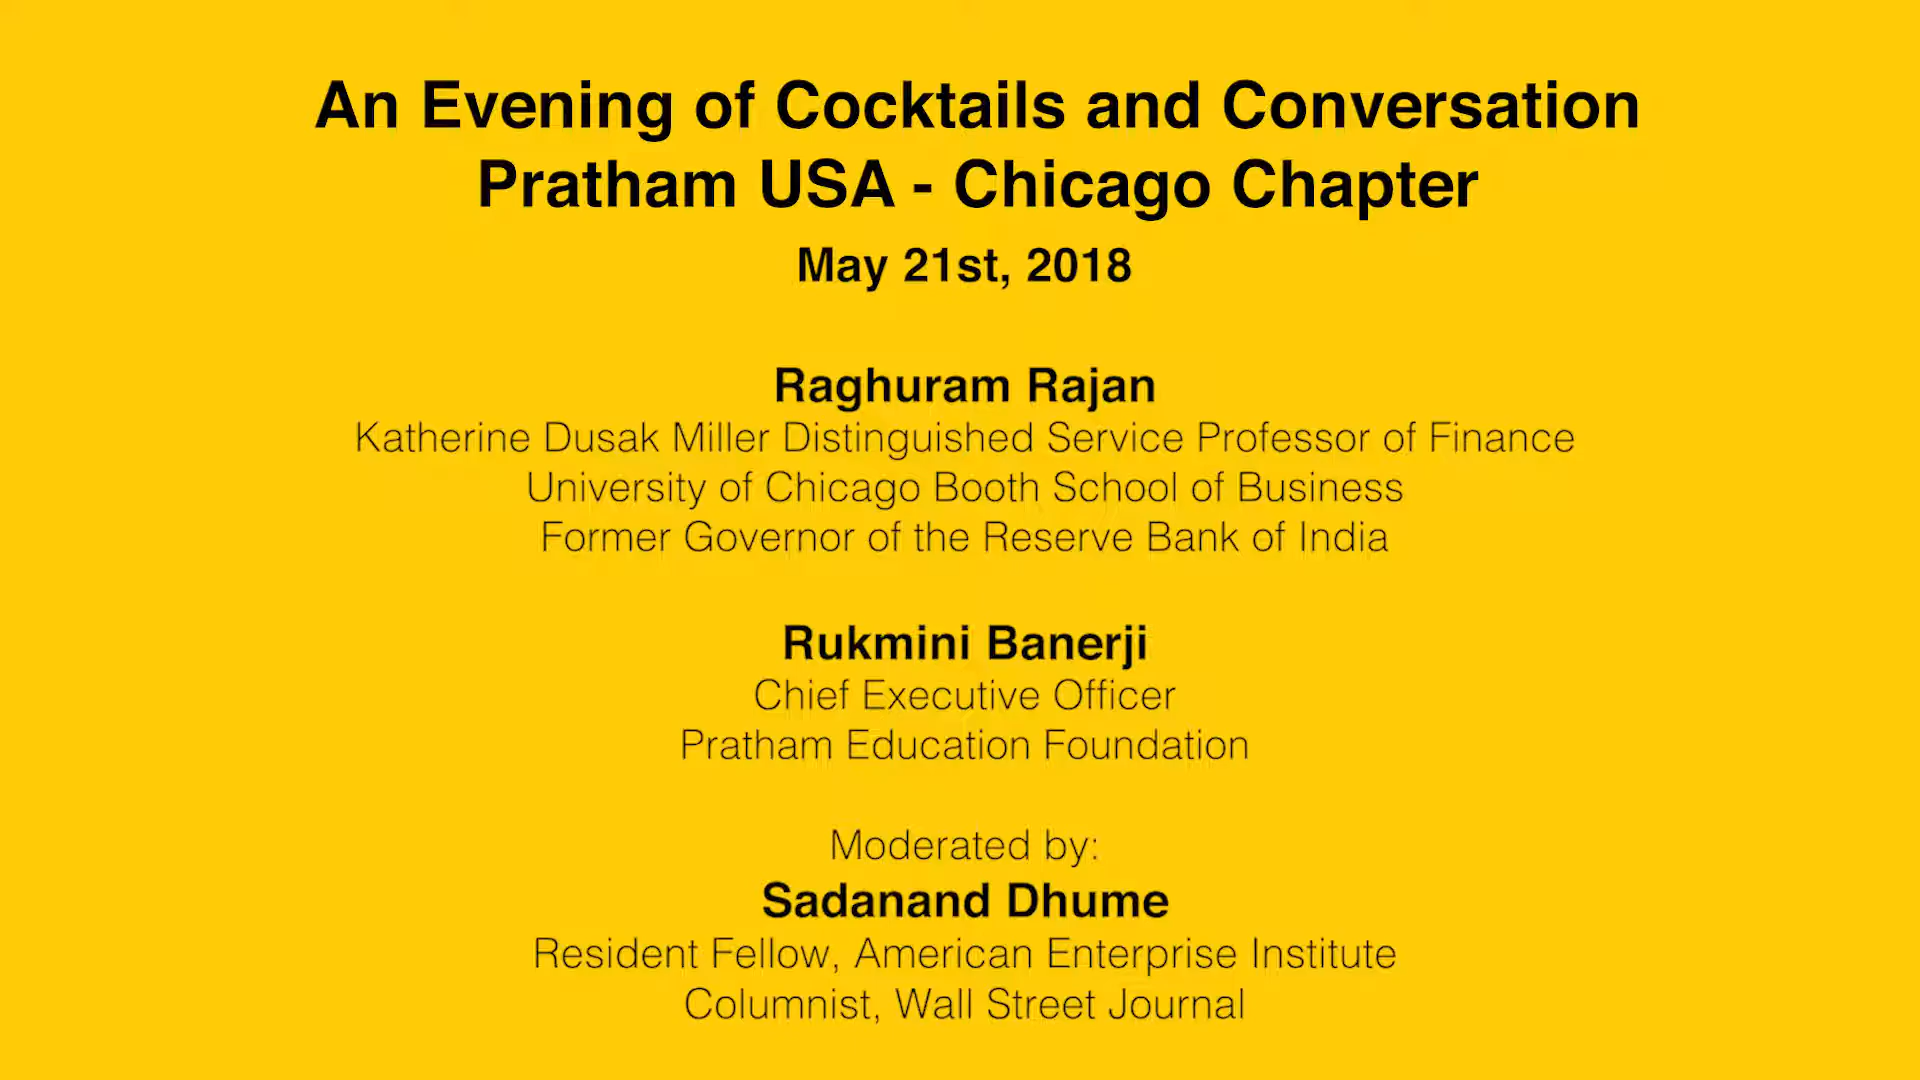 An Evening of Cocktails and Conversation
Pratham USA - Chicago Chapter
May 21st, 2018
Raghuram Rajan
Katherine Dusak Miller Distinguished Service Professor of Finance
University of Chicago Booth School of Business
Former Governor of the Reserve Bank of India
Rukmini Banerji
Chief Executive Officer
Pratham Education Foundation
Moderated by:
Sadanand Dhume
Resident Fellow, American Enterprise Institute
Columnist, Wall Street Journal